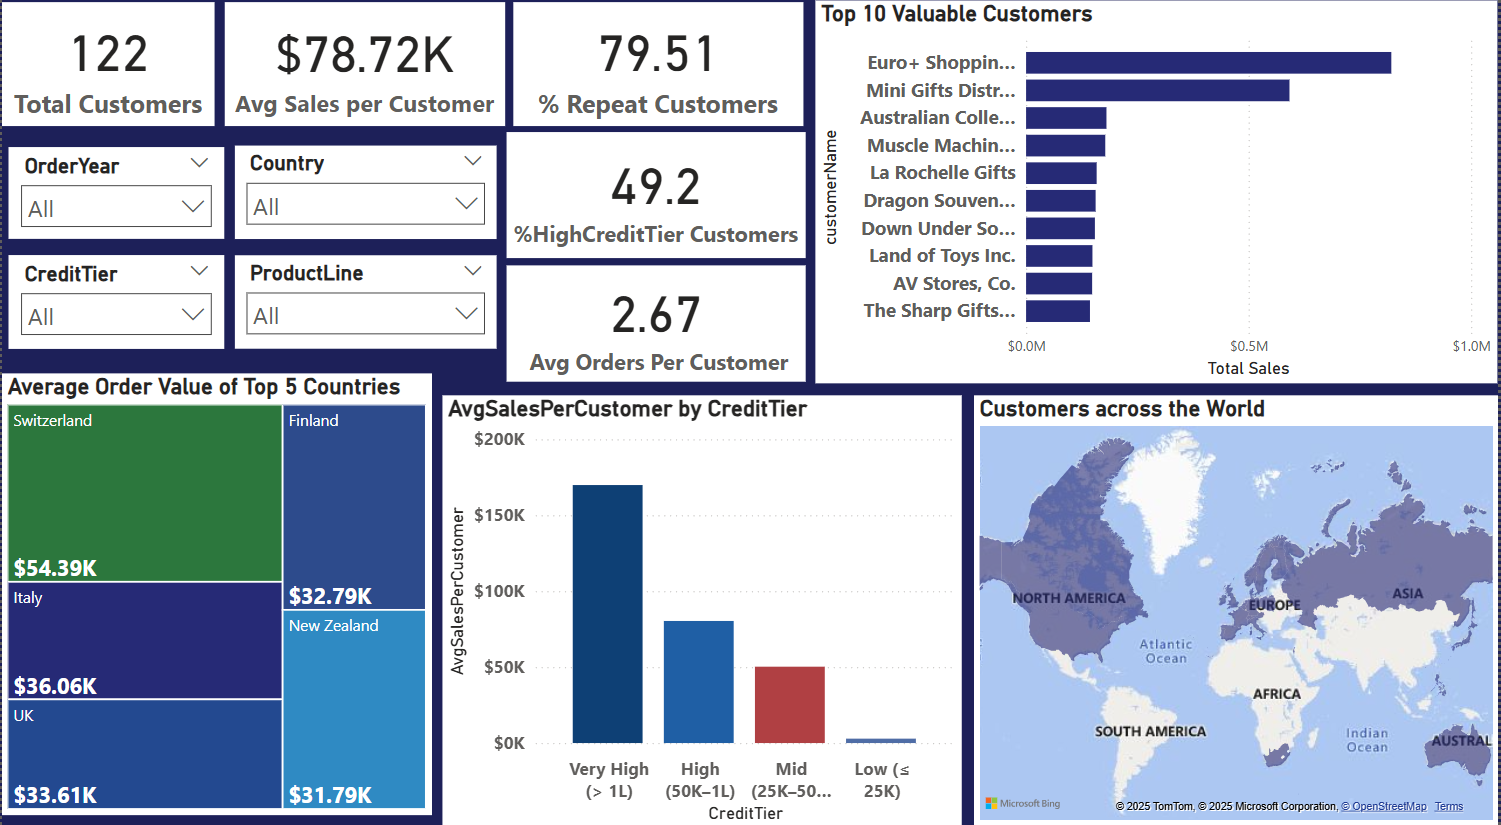 122
Total Customers
$78.72K
Avg Sales per Customer
79.51
% Repeat Customers
OrderYear
All
Country
All
CreditTier
All
ProductLine
All
49.2
%HighCreditTier Customers
2.67
Avg Orders Per Customer
Top 10 Valuable Customers
customerName
Euro+ Shoppin...
Mini Gifts Distr...
Australian Colle...
Muscle Machin...
La Rochelle Gifts
Dragon Souven...
Down Under So...
Land of Toys Inc.
AV Stores, Co.
The Sharp Gifts...
$0.0M $0.5M $1.0M
Total Sales
Average Order Value of Top 5 Countries
Switzerland
$54.39K
Italy
$36.06K
UK
$33.61K
Finland
$32.79K
New Zealand
$31.79K
AvgSalesPerCustomer by CreditTier
AvgSalesPerCustomer
$200K
$150K
$100K
$50K
$0K
Very High
(> 1L)
High
(50K–1L)
Mid
(25K–50...
Low (≤
25K)
CreditTier
Customers across the World
NORTH AMERICA
EUROPE
ASIA
Atlantic
Ocean
AFRICA
SOUTH AMERICA
Indian
Ocean
AUSTRAL
Microsoft Bing
© 2025 TomTom, © 2025 Microsoft Corporation, © OpenStreetMap Terms